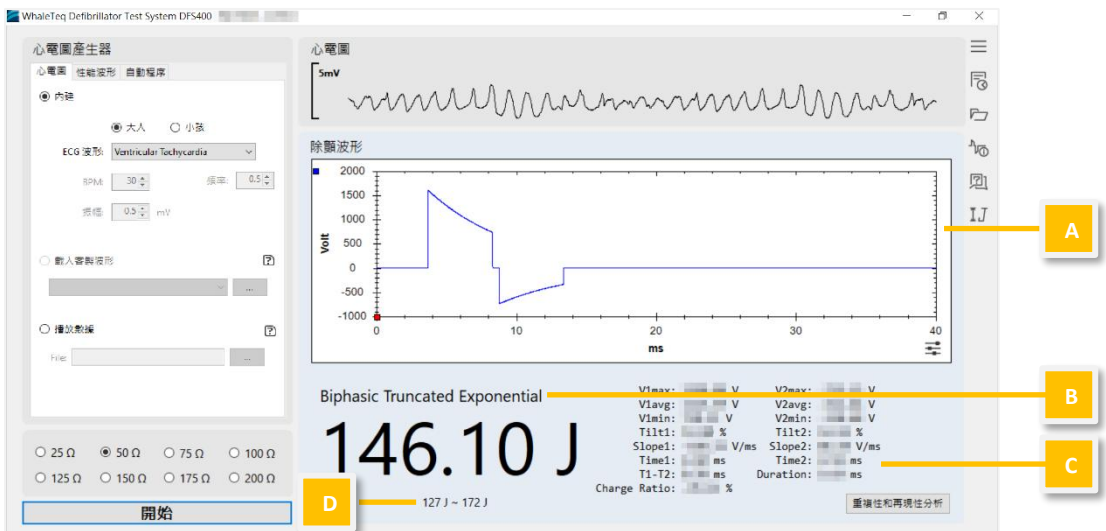 WhaleTeq Defibrillator Test System DFS400
心電圖產生器
心電圖 性能波形 自動程序
內建
大人 小孩
ECG 波形: Ventricular Tachycardia
BPM: 30 頻率: 0.5
振幅: 0.5 mV
載入客製波形
...
播放數據
File: ...
25 Ω 50 Ω 75 Ω 100 Ω
125 Ω 150 Ω 175 Ω 200 Ω
開始
心電圖
5mV
除顫波形
Volt
2000
1500
1000
500
0
-500
-1000
0 10 20 30 40
ms
Biphasic Truncated Exponential
146.10 J
127 J ~ 172 J
V1max: V V2max: V
V1avg: V V2avg: V
V1min: V V2min: V
Tilt1: % Tilt2: %
Slope1: V/ms Slope2: V/ms
Time1: ms Time2: ms
T1-T2: ms Duration: ms
Charge Ratio: %
重複性和再現性分析
IJ
A
B
C
D